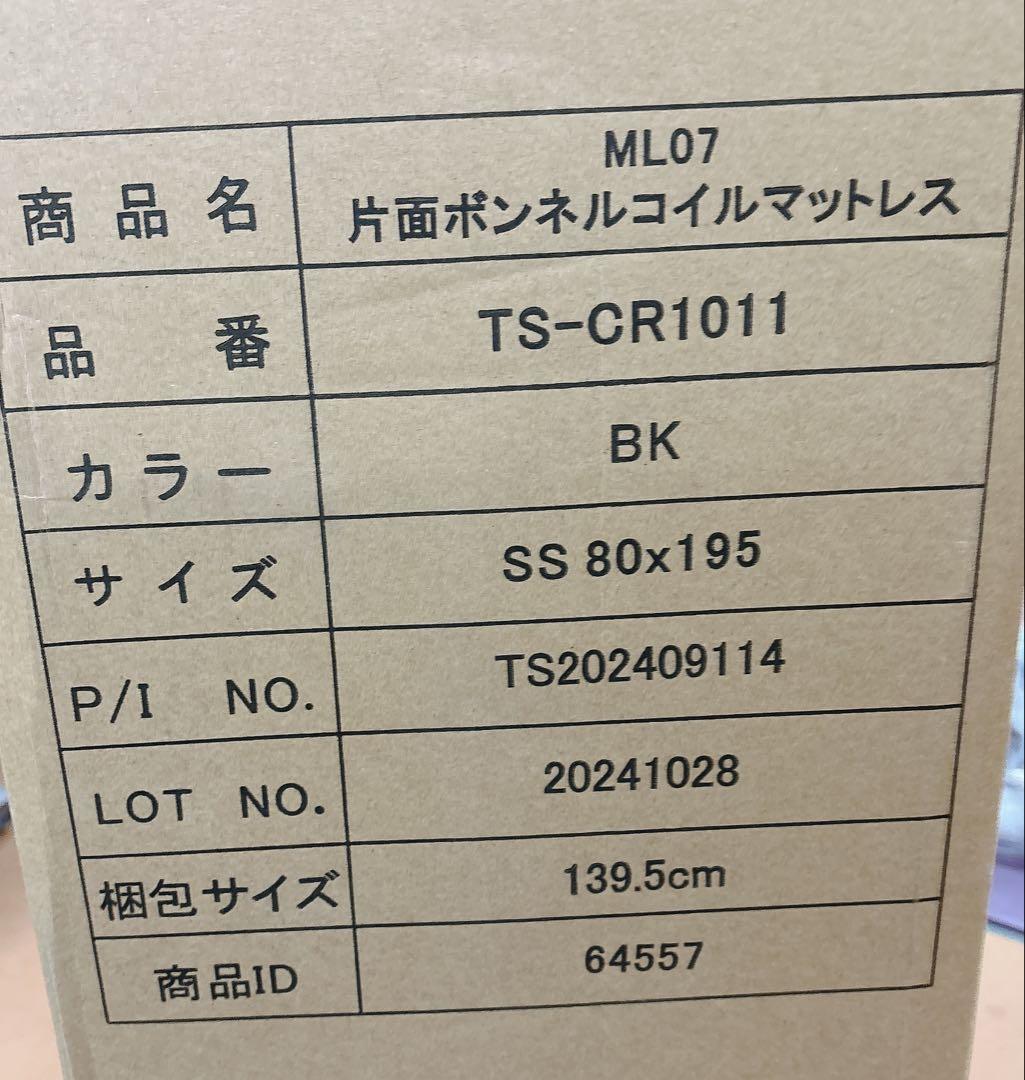 商品名 ML07
片面ボンネルコイルマットレス
品番 TS-CR1011
カラー BK
サイズ SS 80x195
P/I NO. TS202409114
LOT NO. 20241028
梱包サイズ 139.5cm
商品ID 64557